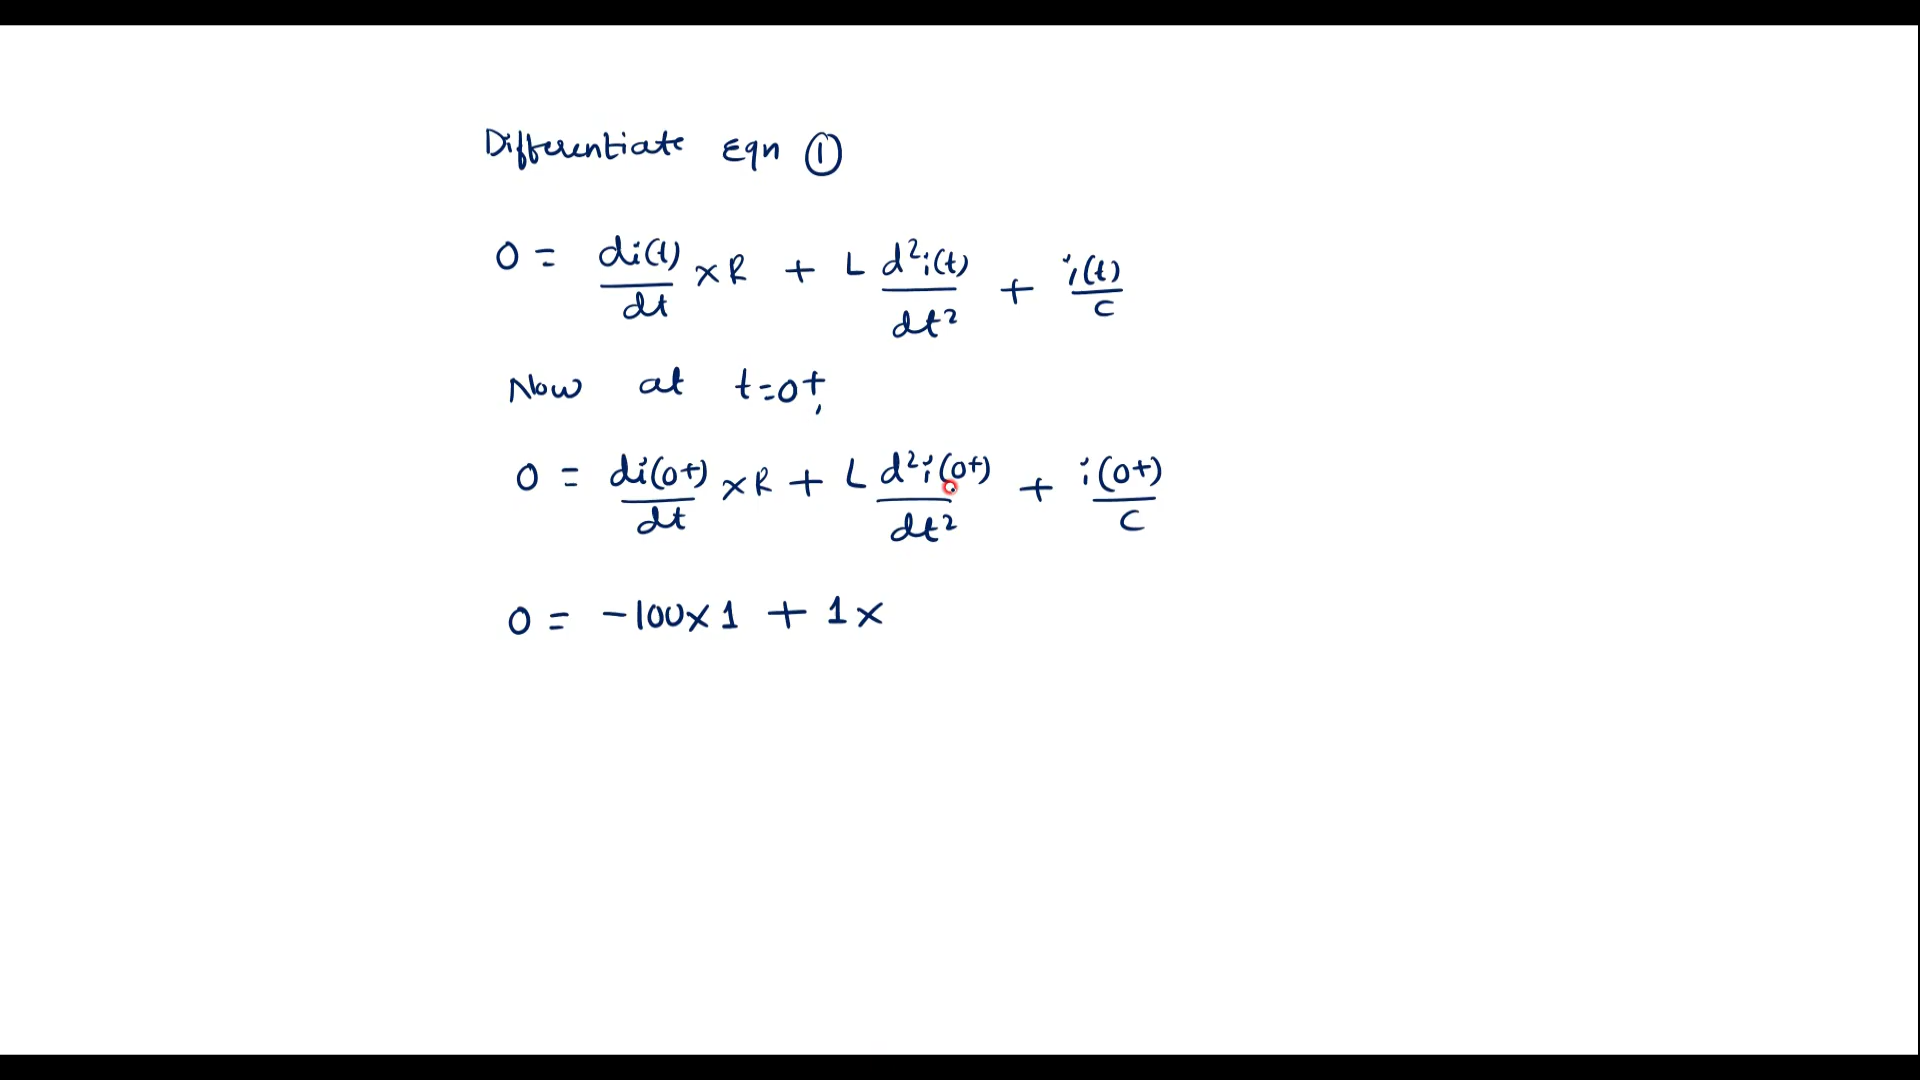 Differentiate Eqn ①
0 = di(t)/dt × R + L d²i(t)/dt² + i(t)/C
Now at t=0+,
0 = di(0+)/dt × R + L d²i(0+)/dt² + i(0+)/C
0 = -100×1 + 1×